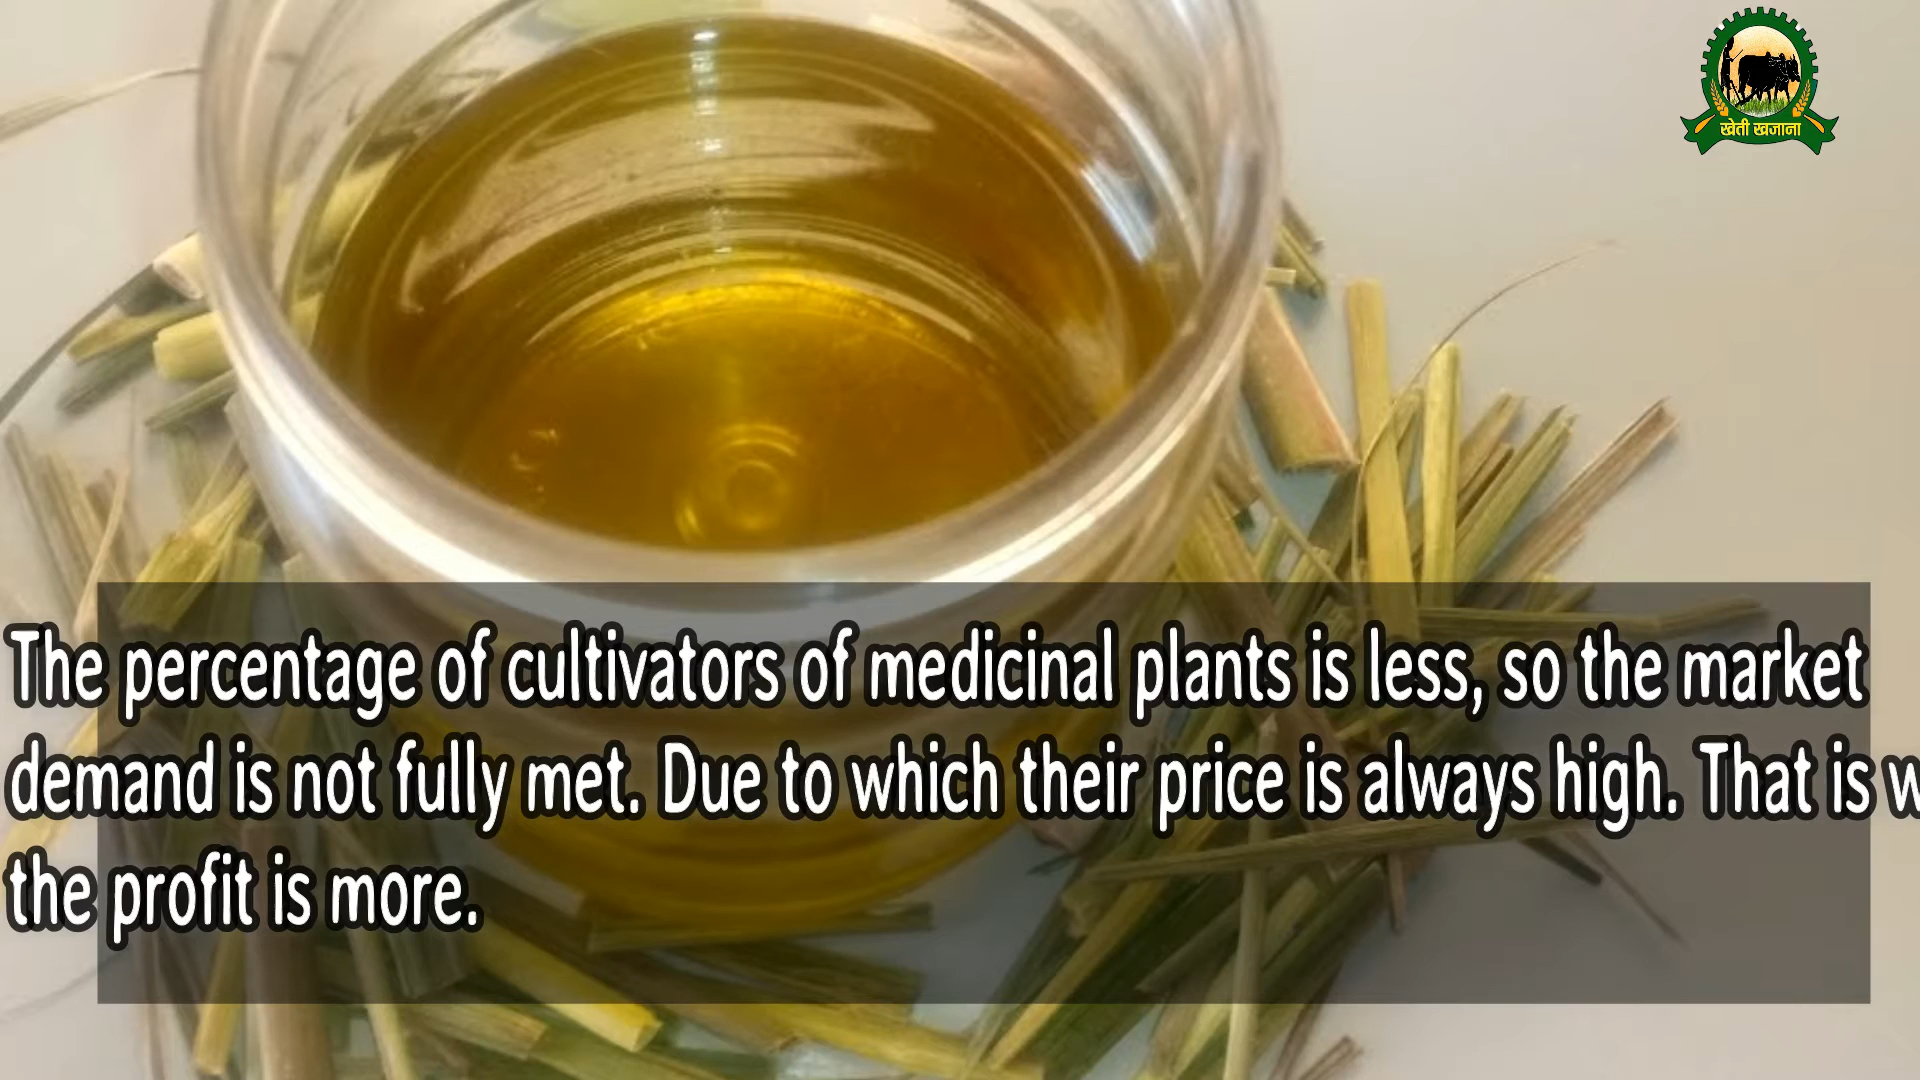 खेती खजाना
The percentage of cultivators of medicinal plants is less, so the market
demand is not fully met. Due to which their price is always high. That is
the profit is more.